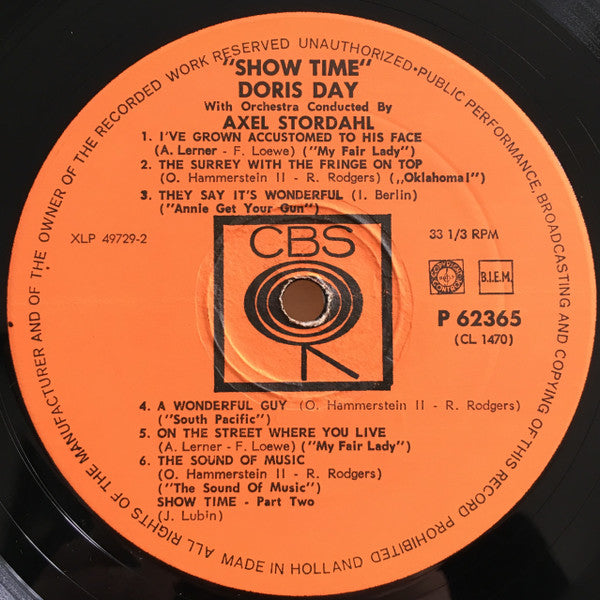 ALL RIGHTS OF THE MANUFACTURER AND OF THE OWNER OF THE RECORDED WORK RESERVED UNAUTHORIZED•PUBLIC PERFORMANCE, BROADCASTING AND COPYING OF THIS RECORD PROHIBITED
"SHOW TIME"
DORIS DAY
With Orchestra Conducted By
AXEL STORDAHL
1. I'VE GROWN ACCUSTOMED TO HIS FACE
(A. Lerner - F. Loewe) ("My Fair Lady")
2. THE SURREY WITH THE FRINGE ON TOP
(O. Hammerstein II - R. Rodgers) („Oklahoma!")
3. THEY SAY IT'S WONDERFUL (I. Berlin)
("Annie Get Your Gun")
XLP 49729-2
CBS
33 1/3 RPM
B.I.E.M.
P 62365
(CL 1470)
4. A WONDERFUL GUY (O. Hammerstein II - R. Rodgers)
("South Pacific")
5. ON THE STREET WHERE YOU LIVE
(A. Lerner - F. Loewe) ("My Fair Lady")
6. THE SOUND OF MUSIC
(O. Hammerstein II - R. Rodgers)
("The Sound Of Music")
SHOW TIME - Part Two
(J. Lubin)
MADE IN HOLLAND